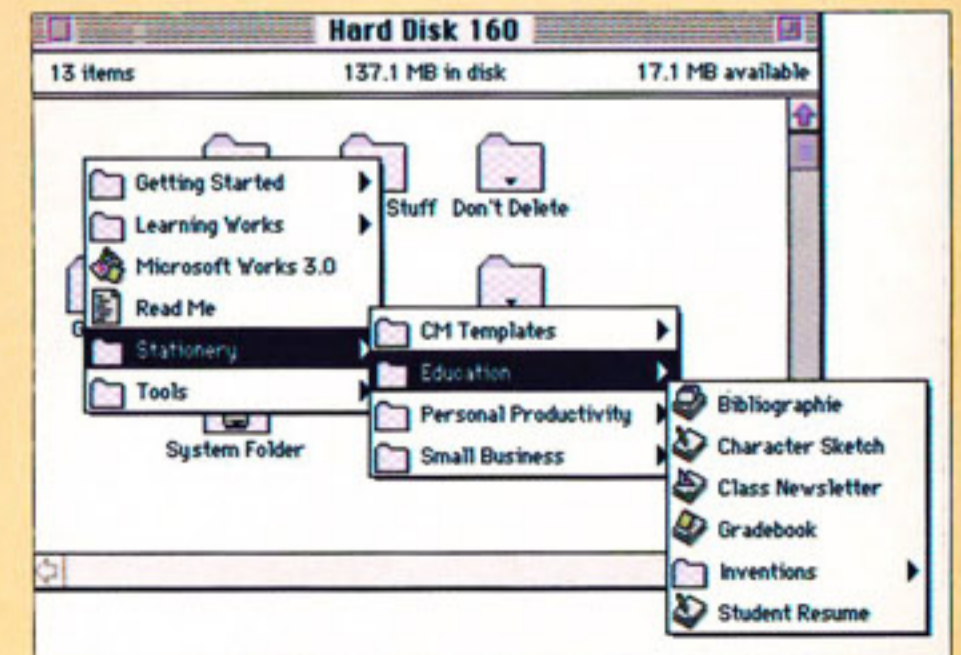 Hard Disk 160
13 items 137.1 MB in disk 17.1 MB available
Stuff Don't Delete
System Folder
Getting Started
Learning Works
Microsoft Works 3.0
Read Me
Stationery
Tools
CM Templates
Education
Personal Productivity
Small Business
Bibliographie
Character Sketch
Class Newsletter
Gradebook
Inventions
Student Resume